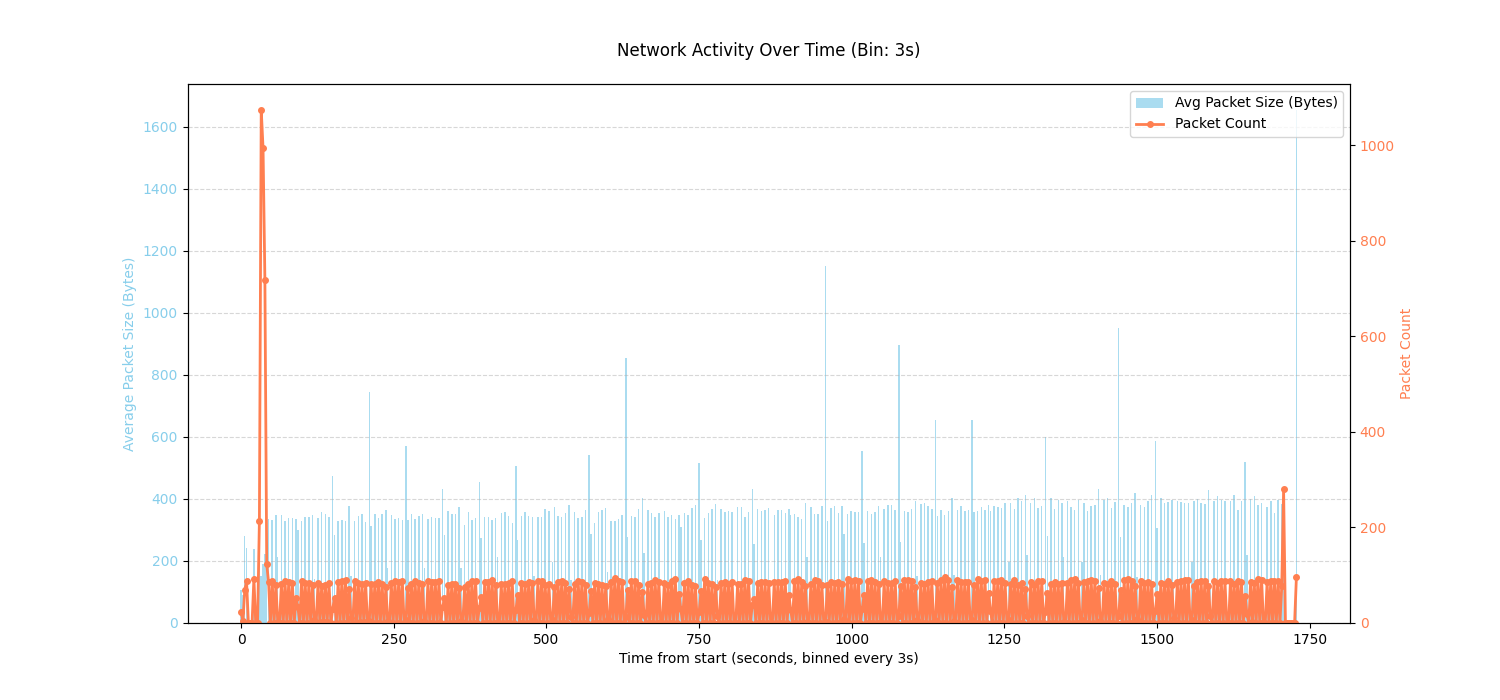 Network Activity Over Time (Bin: 3s)
Avg Packet Size (Bytes)
Packet Count
Average Packet Size (Bytes)
1600
1400
1200
1000
800
600
400
200
0
1000
800
600
400
200
0
Packet Count
0 250 500 750 1000 1250 1500 1750
Time from start (seconds, binned every 3s)